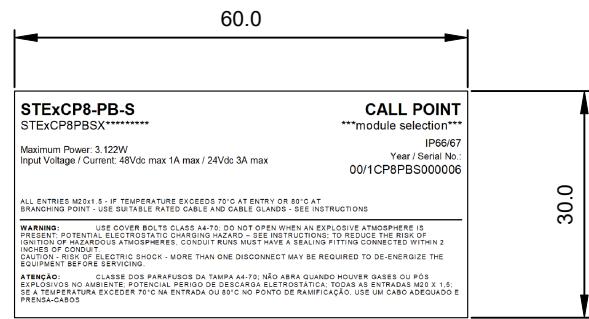 60.0
STExCP8-PB-S
CALL POINT
STExCP8PBSX*********
***module selection***
IP66/67
Maximum Power: 3.122W
Year / Serial No.:
Input Voltage / Current: 48Vdc max 1A max / 24Vdc 3A max
00/1CP8PBS000006
30.0
ALL ENTRIES M20x1.5 - IF TEMPERATURE EXCEEDS 70°C AT ENTRY OR 80°C AT
BRANCHING POINT - USE SUITABLE RATED CABLE AND CABLE GLANDS - SEE INSTRUCTIONS
WARNING: USE COVER BOLTS CLASS A4-70; DO NOT OPEN WHEN AN EXPLOSIVE ATMOSPHERE IS
PRESENT; POTENTIAL ELECTROSTATIC CHARGING HAZARD – SEE INSTRUCTIONS; TO REDUCE THE RISK OF
IGNITION OF HAZARDOUS ATMOSPHERES, CONDUIT RUNS MUST HAVE A SEALING FITTING CONNECTED WITHIN 2
INCHES OF CONDUIT.
CAUTION - RISK OF ELECTRIC SHOCK - MORE THAN ONE DISCONNECT MAY BE REQUIRED TO DE-ENERGIZE THE
EQUIPMENT BEFORE SERVICING.
ATENÇÃO: CLASSE DOS PARAFUSOS DA TAMPA A4-70; NÃO ABRA QUANDO HOUVER GASES OU PÓS
EXPLOSIVOS NO AMBIENTE; POTENCIAL PERIGO DE DESCARGA ELETROSTÁTICA; TODAS AS ENTRADAS M20 X 1,5;
SE A TEMPERATURA EXCEDER 70°C NA ENTRADA OU 80°C NO PONTO DE RAMIFICAÇÃO, USE UM CABO ADEQUADO E
PRENSA-CABOS